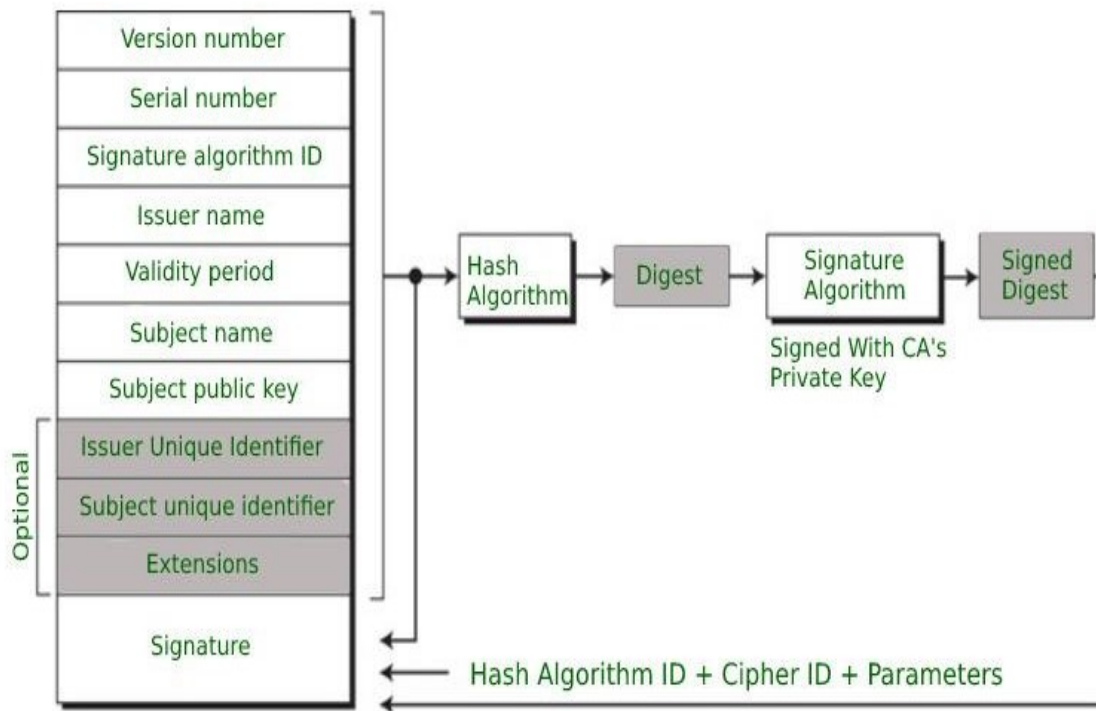 Version number
Serial number
Signature algorithm ID
Issuer name
Validity period
Subject name
Subject public key
Optional
Issuer Unique Identifier
Subject unique identifier
Extensions
Signature
Hash
Algorithm
Digest
Signature
Algorithm
Signed With CA's
Private Key
Signed
Digest
Hash Algorithm ID + Cipher ID + Parameters